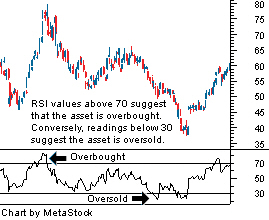 80
75
70
65
60
55
50
45
40
35
RSI values above 70 suggest
that the asset is overbought.
Conversely, readings below 30
suggest the asset is oversold.
Overbought
70
50
30
Oversold
Chart by MetaStock